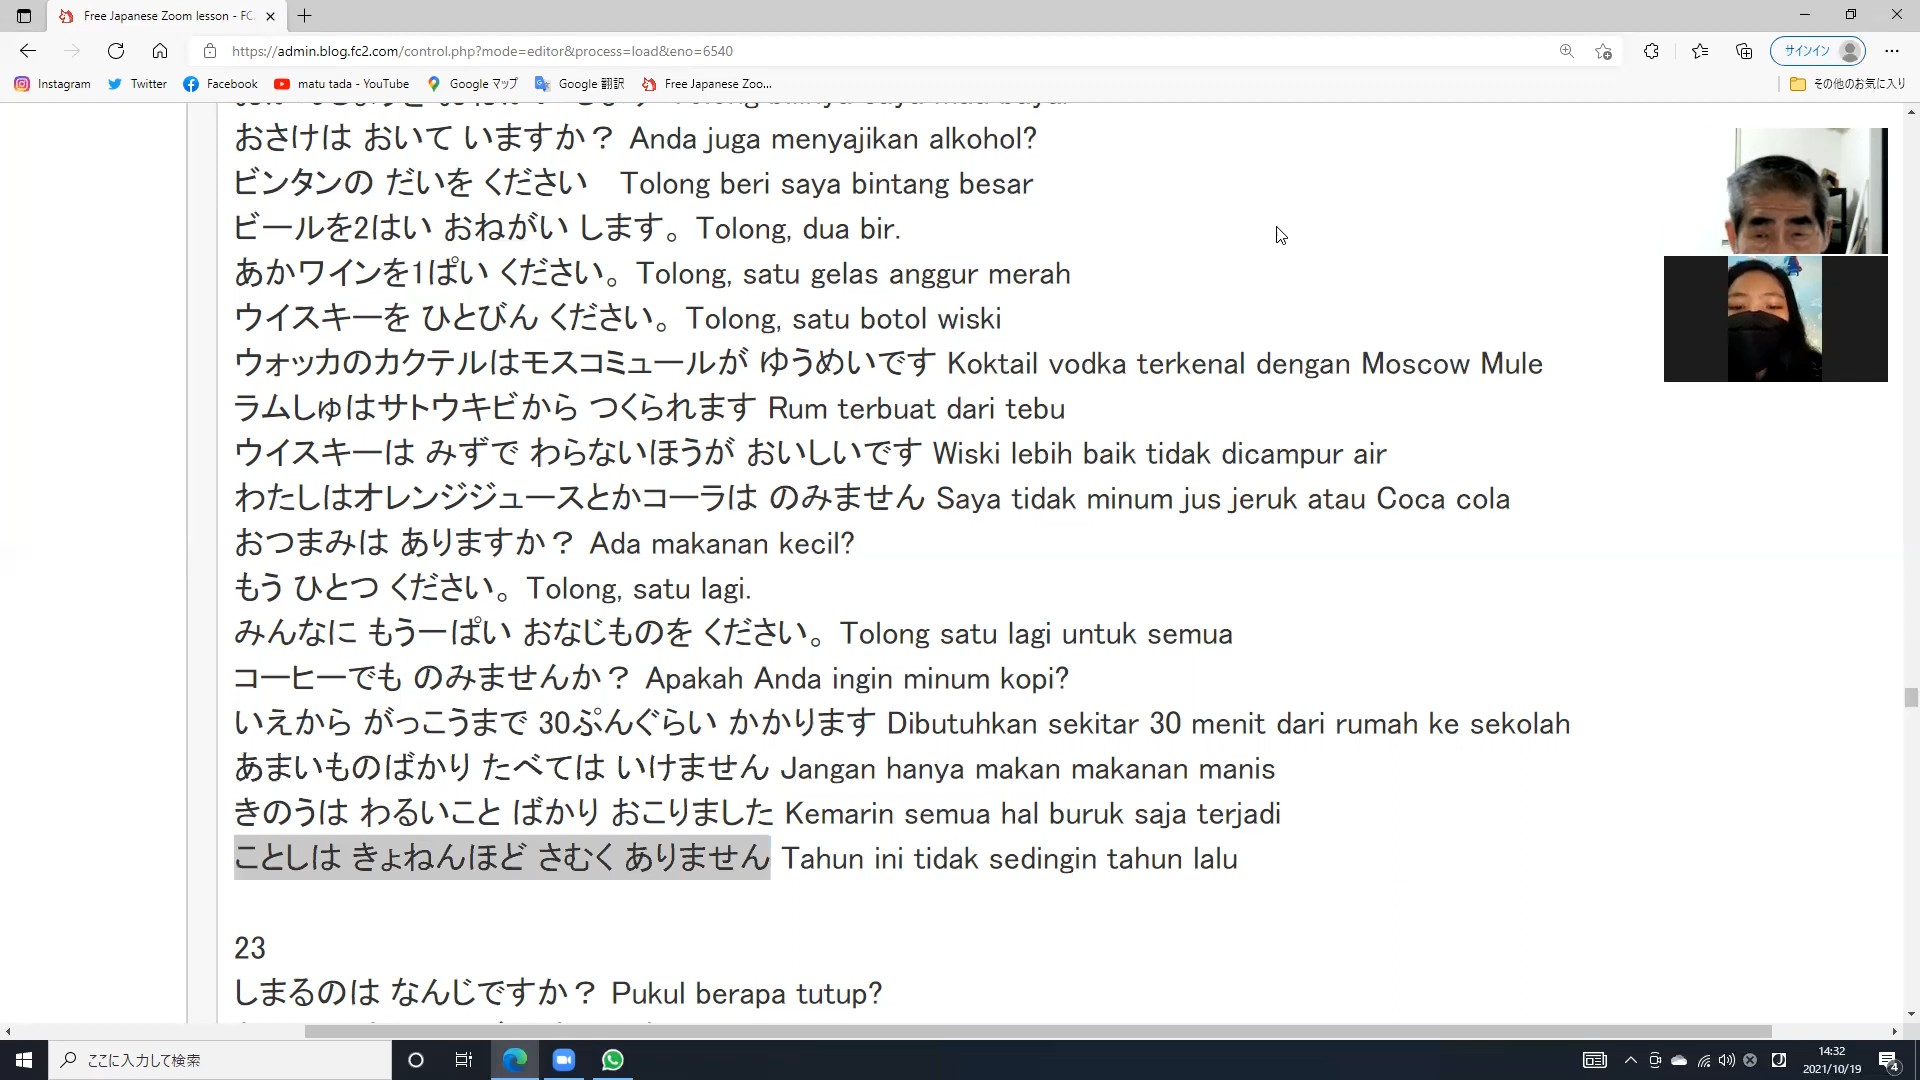 Free Japanese Zoom lesson - FC
https://admin.blog.fc2.com/control.php?mode=editor&process=load&eno=6540
サインイン
Instagram
Twitter
Facebook
matu tada - YouTube
Google マップ
Google 翻訳
Free Japanese Zoo...
その他のお気に入り
おさけは おいて いますか？ Anda juga menyajikan alkohol?
ビンタンの だいを ください　Tolong beri saya bintang besar
ビールを2はい おねがい します。 Tolong, dua bir.
あかワインを1ぱい ください。 Tolong, satu gelas anggur merah
ウイスキーを ひとびん ください。 Tolong, satu botol wiski
ウォッカのカクテルはモスコミュールが ゆうめいです Koktail vodka terkenal dengan Moscow Mule
ラムしゅはサトウキビから つくられます Rum terbuat dari tebu
ウイスキーは みずで わらないほうが おいしいです Wiski lebih baik tidak dicampur air
わたしはオレンジジュースとかコーラは のみません Saya tidak minum jus jeruk atau Coca cola
おつまみは ありますか？ Ada makanan kecil?
もう ひとつ ください。 Tolong, satu lagi.
みんなに もう一ぱい おなじものを ください。 Tolong satu lagi untuk semua
コーヒーでも のみませんか？ Apakah Anda ingin minum kopi?
いえから がっこうまで 30ぷんぐらい かかります Dibutuhkan sekitar 30 menit dari rumah ke sekolah
あまいものばかり たべては いけません Jangan hanya makan makanan manis
きのうは わるいこと ばかり おこりました Kemarin semua hal buruk saja terjadi
ことしは きょねんほど さむく ありません Tahun ini tidak sedingin tahun lalu
23
しまるのは なんじですか？ Pukul berapa tutup?
ここに入力して検索
14:32
2021/10/19
4